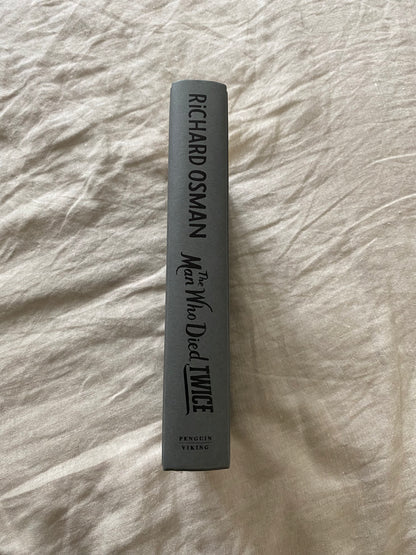 RiCHARD OSMAN
The
Man Who Died TWICE
PENGUIN
VIKING